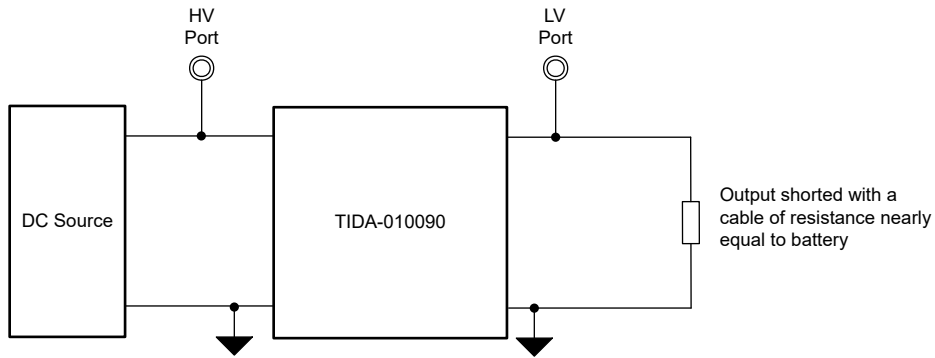 HV
Port
LV
Port
DC Source
TIDA-010090
Output shorted with a
cable of resistance nearly
equal to battery